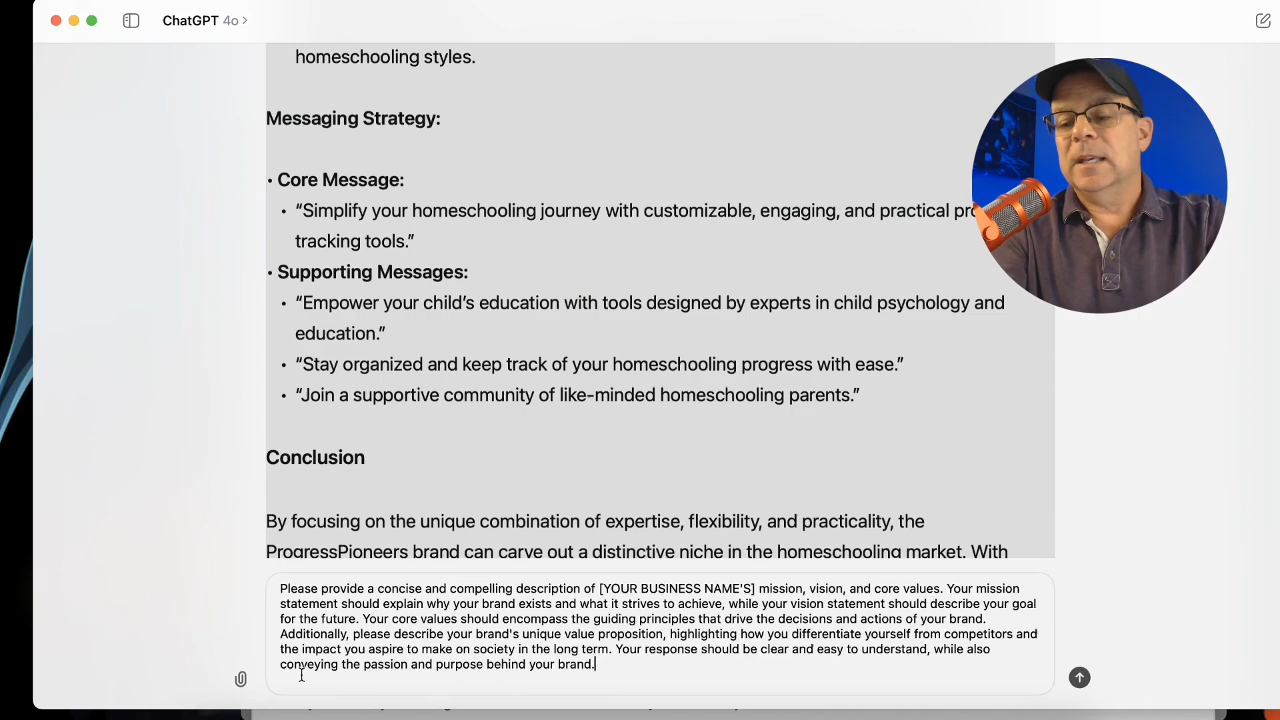 ChatGPT 4o >
homeschooling styles.
Messaging Strategy:
• Core Message:
• “Simplify your homeschooling journey with customizable, engaging, and practical
tracking tools.”
• Supporting Messages:
• “Empower your child’s education with tools designed by experts in child psychology and
education.”
• “Stay organized and keep track of your homeschooling progress with ease.”
• “Join a supportive community of like-minded homeschooling parents.”
Conclusion
By focusing on the unique combination of expertise, flexibility, and practicality, the
ProgressPioneers brand can carve out a distinctive niche in the homeschooling market. With
Please provide a concise and compelling description of [YOUR BUSINESS NAME'S] mission, vision, and core values. Your mission
statement should explain why your brand exists and what it strives to achieve, while your vision statement should describe your goal
for the future. Your core values should encompass the guiding principles that drive the decisions and actions of your brand.
Additionally, please describe your brand's unique value proposition, highlighting how you differentiate yourself from competitors and
the impact you aspire to make on society in the long term. Your response should be clear and easy to understand, while also
conveying the passion and purpose behind your brand.